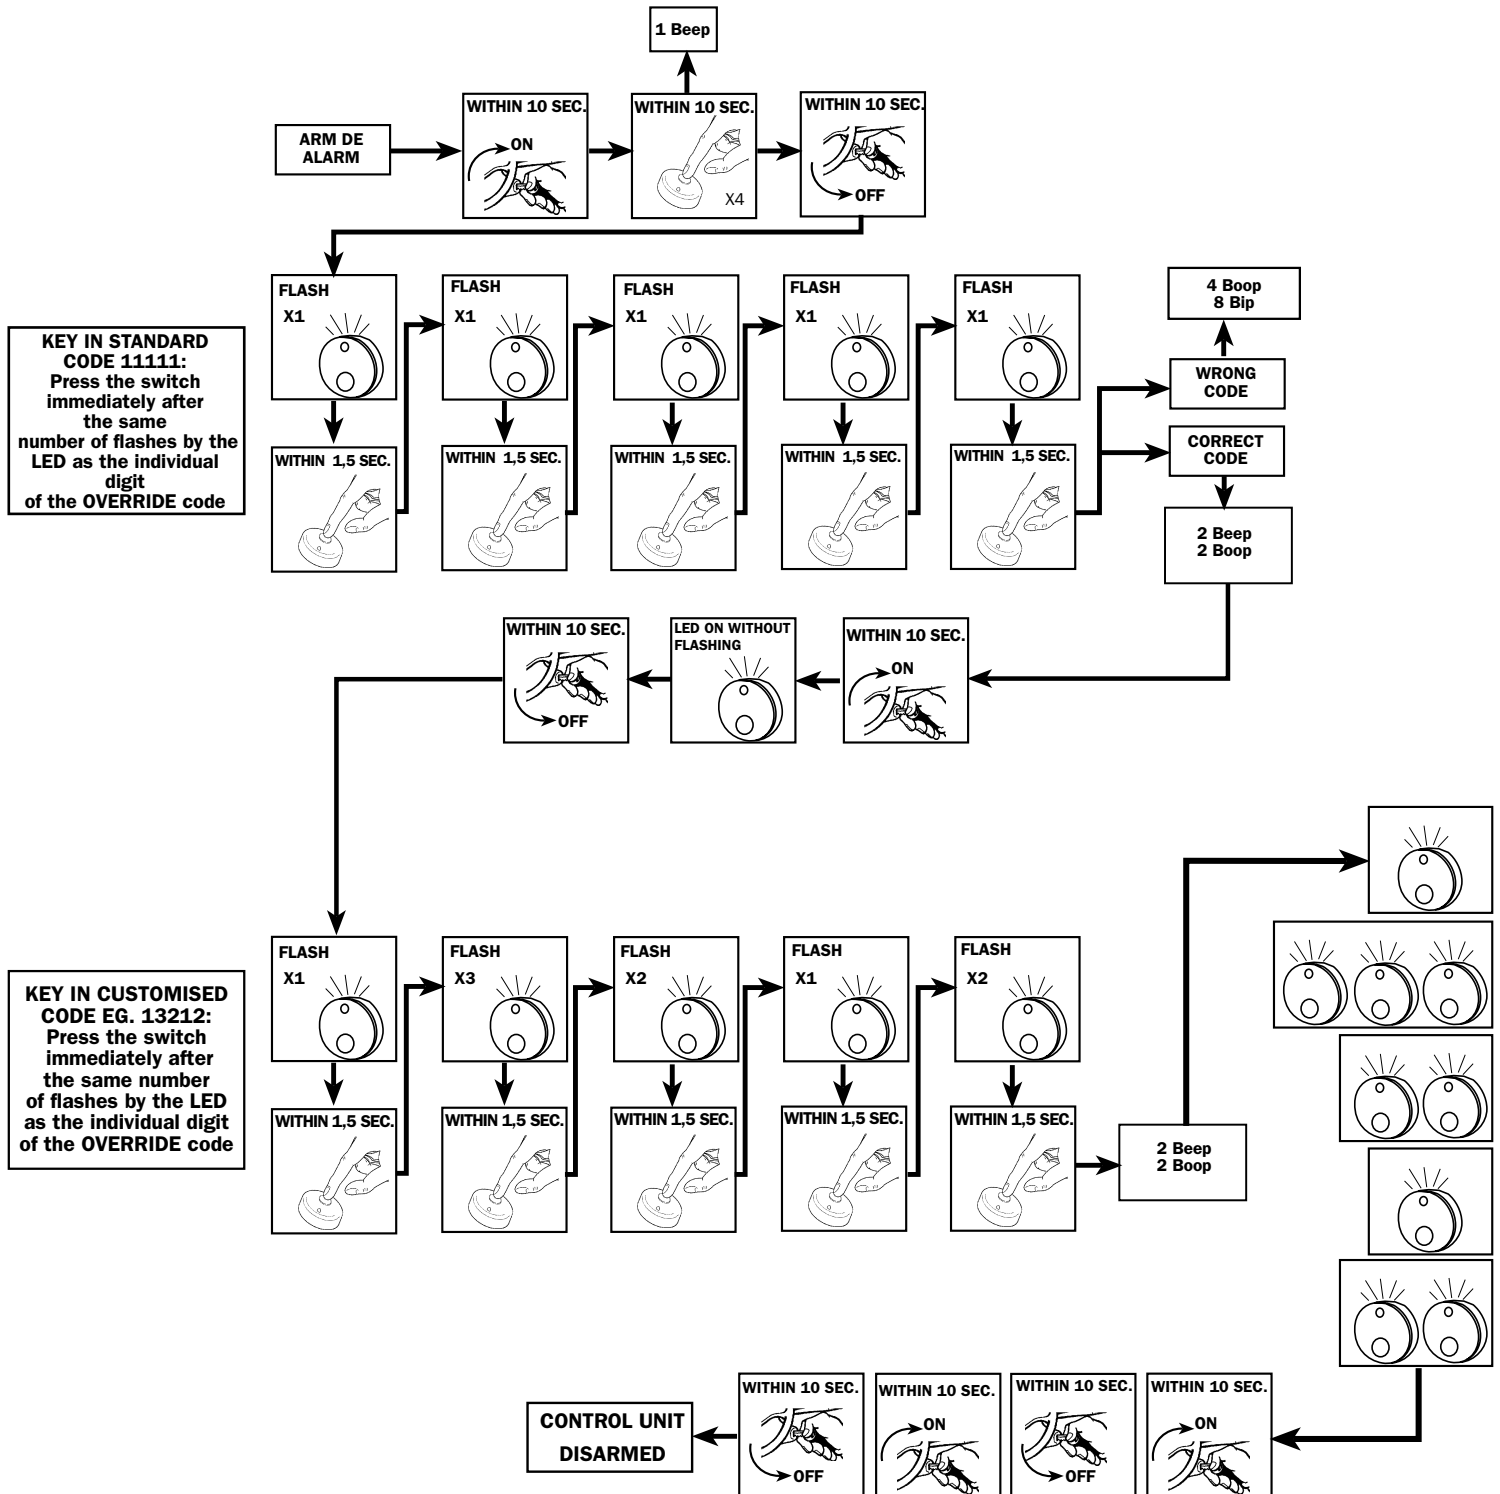 1 Beep
ARM DE
ALARM
WITHIN 10 SEC.
ON
WITHIN 10 SEC.
X4
WITHIN 10 SEC.
OFF
KEY IN STANDARD
CODE 11111:
Press the switch
immediately after
the same
number of flashes by the
LED as the individual
digit
of the OVERRIDE code
FLASH
X1
FLASH
X1
FLASH
X1
FLASH
X1
FLASH
X1
WITHIN 1,5 SEC.
WITHIN 1,5 SEC.
WITHIN 1,5 SEC.
WITHIN 1,5 SEC.
WITHIN 1,5 SEC.
4 Boop
8 Bip
WRONG
CODE
CORRECT
CODE
2 Beep
2 Boop
WITHIN 10 SEC.
OFF
LED ON WITHOUT
FLASHING
WITHIN 10 SEC.
ON
KEY IN CUSTOMISED
CODE EG. 13212:
Press the switch
immediately after
the same number
of flashes by the LED
as the individual digit
of the OVERRIDE code
FLASH
X1
FLASH
X3
FLASH
X2
FLASH
X1
FLASH
X2
WITHIN 1,5 SEC.
WITHIN 1,5 SEC.
WITHIN 1,5 SEC.
WITHIN 1,5 SEC.
WITHIN 1,5 SEC.
2 Beep
2 Boop
CONTROL UNIT
DISARMED
WITHIN 10 SEC.
OFF
WITHIN 10 SEC.
ON
WITHIN 10 SEC.
OFF
WITHIN 10 SEC.
ON